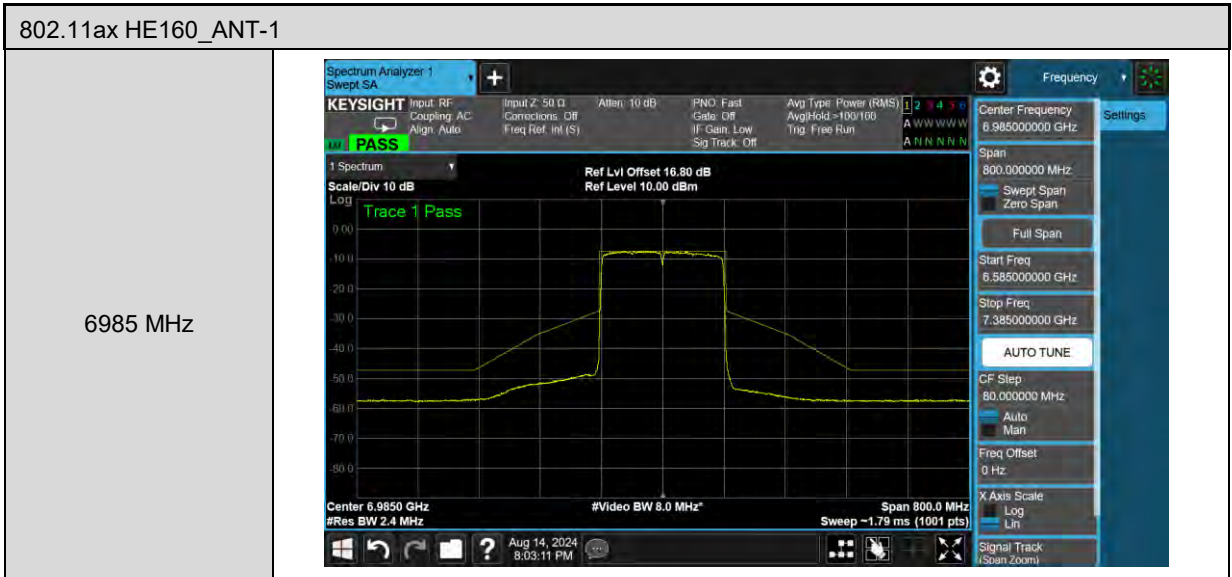 802.11ax HE160_ANT-1
6985 MHz
Spectrum Analyzer 1
Swept SA
Frequency
KEYSIGHT
Input: RF
Coupling: AC
Align: Auto
Input Z: 50 Ω
Corrections: Off
Freq Ref: Int (S)
Atten: 10 dB
PNO: Fast
Gate: Off
IF Gain: Low
Sig Track: Off
Avg Type: Power (RMS)
Avg|Hold:>100/100
Trig: Free Run
1 2 3 4 5 6
A W W W W W
A N N N N N
PASS
1 Spectrum
Scale/Div 10 dB
Ref Lvl Offset 16.80 dB
Ref Level 10.00 dBm
Log
Trace 1 Pass
0.00
-10.0
-20.0
-30.0
-40.0
-50.0
-60.0
-70.0
-80.0
Center 6.9850 GHz
#Res BW 2.4 MHz
#Video BW 8.0 MHz*
Span 800.0 MHz
Sweep ~1.79 ms (1001 pts)
Aug 14, 2024
8:03:11 PM
Center Frequency
6.985000000 GHz
Settings
Span
800.000000 MHz
Swept Span
Zero Span
Full Span
Start Freq
6.585000000 GHz
Stop Freq
7.385000000 GHz
AUTO TUNE
CF Step
80.000000 MHz
Auto
Man
Freq Offset
0 Hz
X Axis Scale
Log
Lin
Signal Track
(Span Zoom)